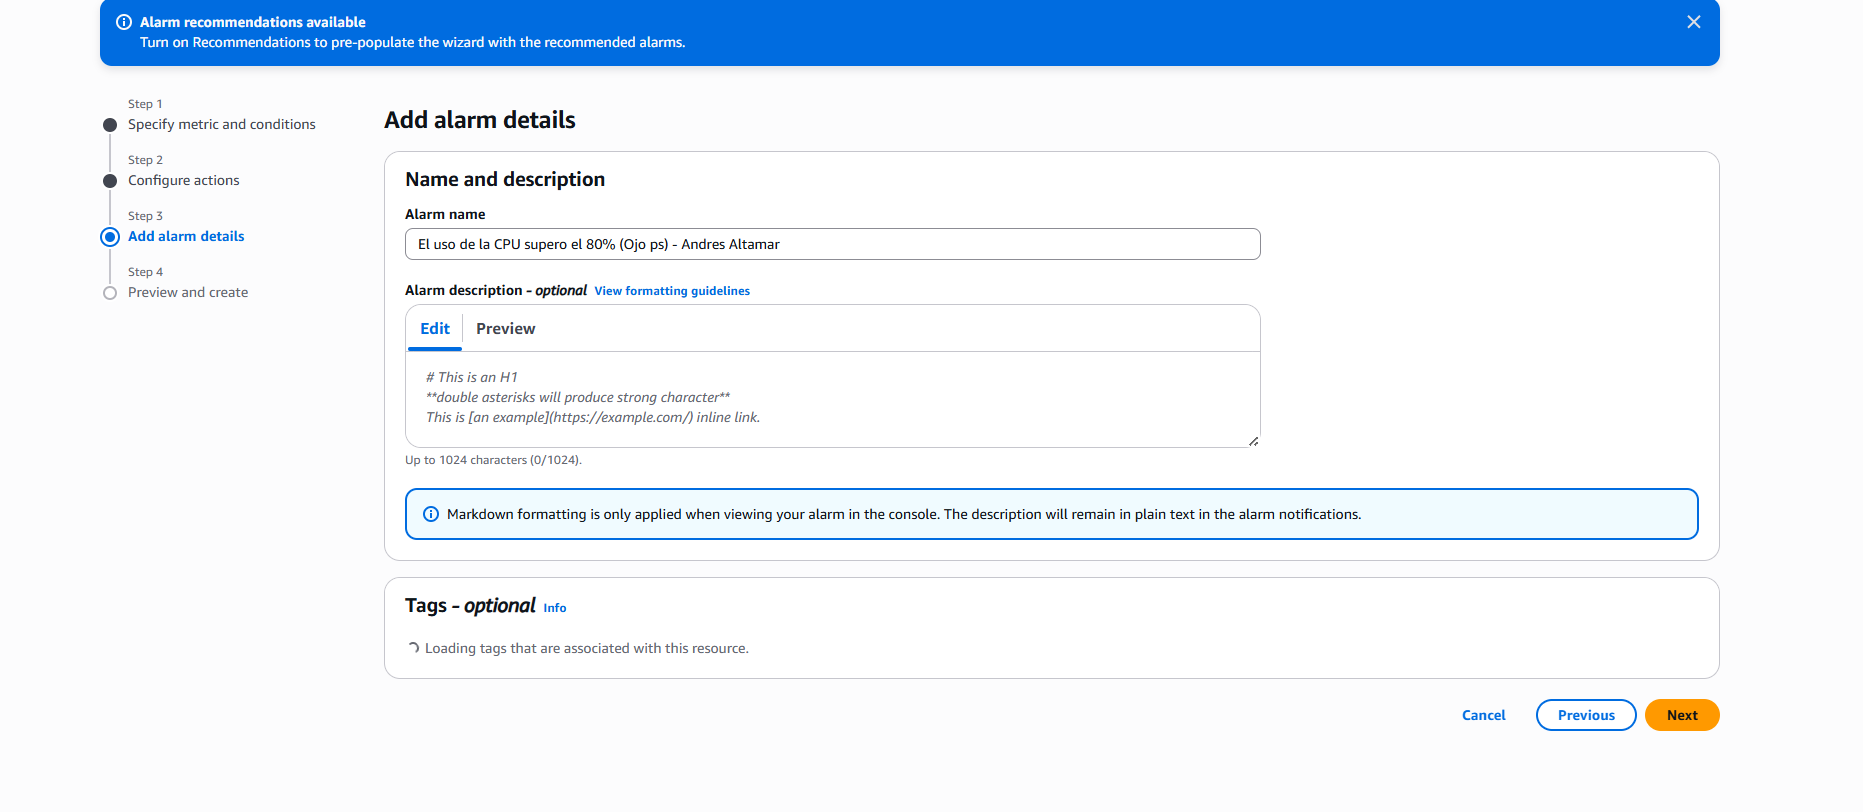 Alarm recommendations available
Turn on Recommendations to pre-populate the wizard with the recommended alarms.
Step 1
Specify metric and conditions
Step 2
Configure actions
Step 3
Add alarm details
Step 4
Preview and create
Add alarm details
Name and description
Alarm name
El uso de la CPU supero el 80% (Ojo ps) - Andres Altamar
Alarm description - optional View formatting guidelines
Edit Preview
# This is an H1
**double asterisks will produce strong character**
This is [an example](https://example.com/) inline link.
Up to 1024 characters (0/1024).
Markdown formatting is only applied when viewing your alarm in the console. The description will remain in plain text in the alarm notifications.
Tags - optional Info
Loading tags that are associated with this resource.
Cancel Previous Next